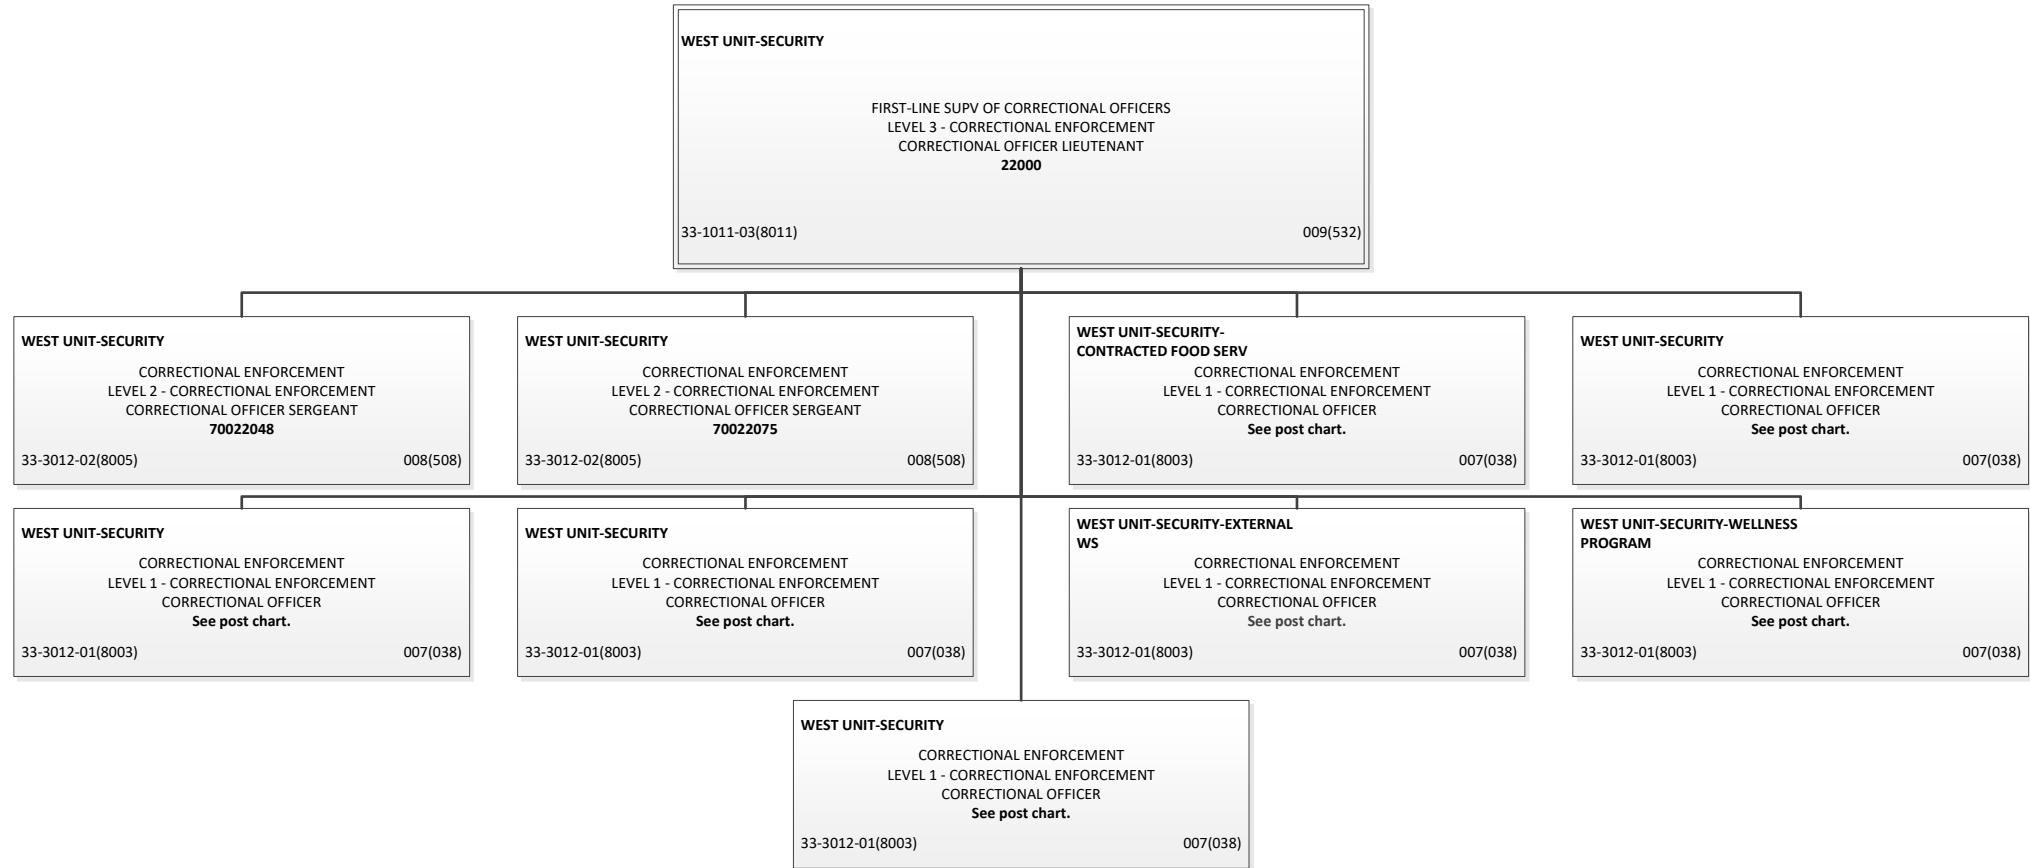 WEST UNIT-SECURITY
FIRST-LINE SUPV OF CORRECTIONAL OFFICERS
LEVEL 3 - CORRECTIONAL ENFORCEMENT
CORRECTIONAL OFFICER LIEUTENANT
22000
33-1011-03(8011) 009(532)
WEST UNIT-SECURITY
CORRECTIONAL ENFORCEMENT
LEVEL 2 - CORRECTIONAL ENFORCEMENT
CORRECTIONAL OFFICER SERGEANT
70022048
33-3012-02(8005) 008(508)
WEST UNIT-SECURITY
CORRECTIONAL ENFORCEMENT
LEVEL 2 - CORRECTIONAL ENFORCEMENT
CORRECTIONAL OFFICER SERGEANT
70022075
33-3012-02(8005) 008(508)
WEST UNIT-SECURITY-
CONTRACTED FOOD SERV
CORRECTIONAL ENFORCEMENT
LEVEL 1 - CORRECTIONAL ENFORCEMENT
CORRECTIONAL OFFICER
See post chart.
33-3012-01(8003) 007(038)
WEST UNIT-SECURITY
CORRECTIONAL ENFORCEMENT
LEVEL 1 - CORRECTIONAL ENFORCEMENT
CORRECTIONAL OFFICER
See post chart.
33-3012-01(8003) 007(038)
WEST UNIT-SECURITY
CORRECTIONAL ENFORCEMENT
LEVEL 1 - CORRECTIONAL ENFORCEMENT
CORRECTIONAL OFFICER
See post chart.
33-3012-01(8003) 007(038)
WEST UNIT-SECURITY
CORRECTIONAL ENFORCEMENT
LEVEL 1 - CORRECTIONAL ENFORCEMENT
CORRECTIONAL OFFICER
See post chart.
33-3012-01(8003) 007(038)
WEST UNIT-SECURITY-EXTERNAL
WS
CORRECTIONAL ENFORCEMENT
LEVEL 1 - CORRECTIONAL ENFORCEMENT
CORRECTIONAL OFFICER
See post chart.
33-3012-01(8003) 007(038)
WEST UNIT-SECURITY-WELLNESS
PROGRAM
CORRECTIONAL ENFORCEMENT
LEVEL 1 - CORRECTIONAL ENFORCEMENT
CORRECTIONAL OFFICER
See post chart.
33-3012-01(8003) 007(038)
WEST UNIT-SECURITY
CORRECTIONAL ENFORCEMENT
LEVEL 1 - CORRECTIONAL ENFORCEMENT
CORRECTIONAL OFFICER
See post chart.
33-3012-01(8003) 007(038)